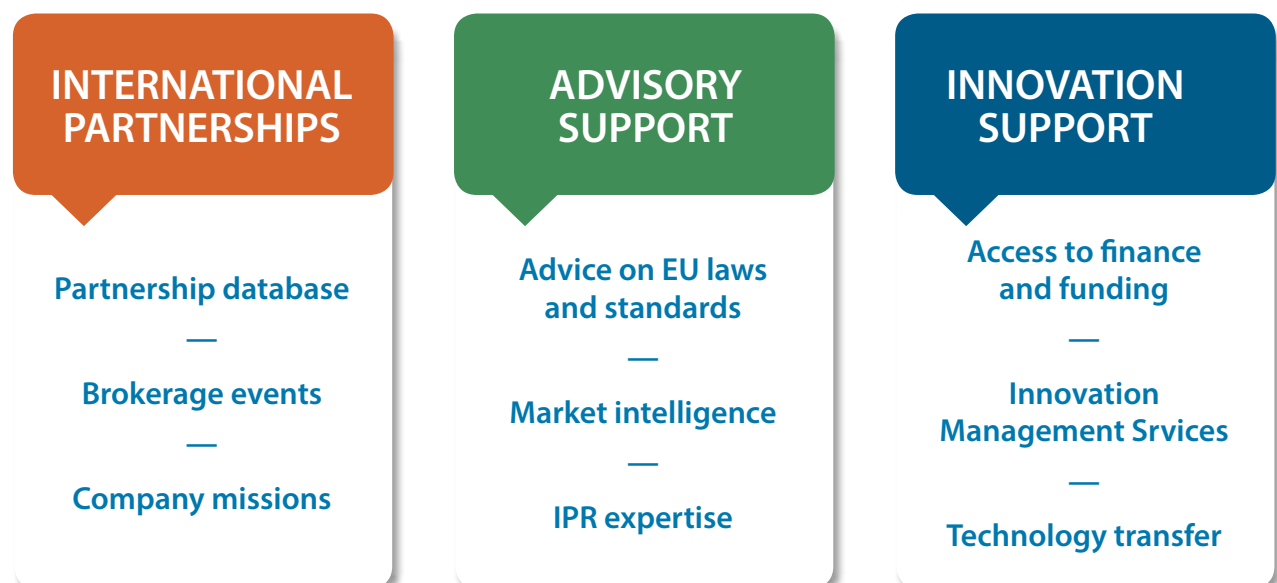 INTERNATIONAL
PARTNERSHIPS
Partnership database
—
Brokerage events
—
Company missions
ADVISORY
SUPPORT
Advice on EU laws
and standards
—
Market intelligence
—
IPR expertise
INNOVATION
SUPPORT
Access to finance
and funding
—
Innovation
Management Srvices
—
Technology transfer